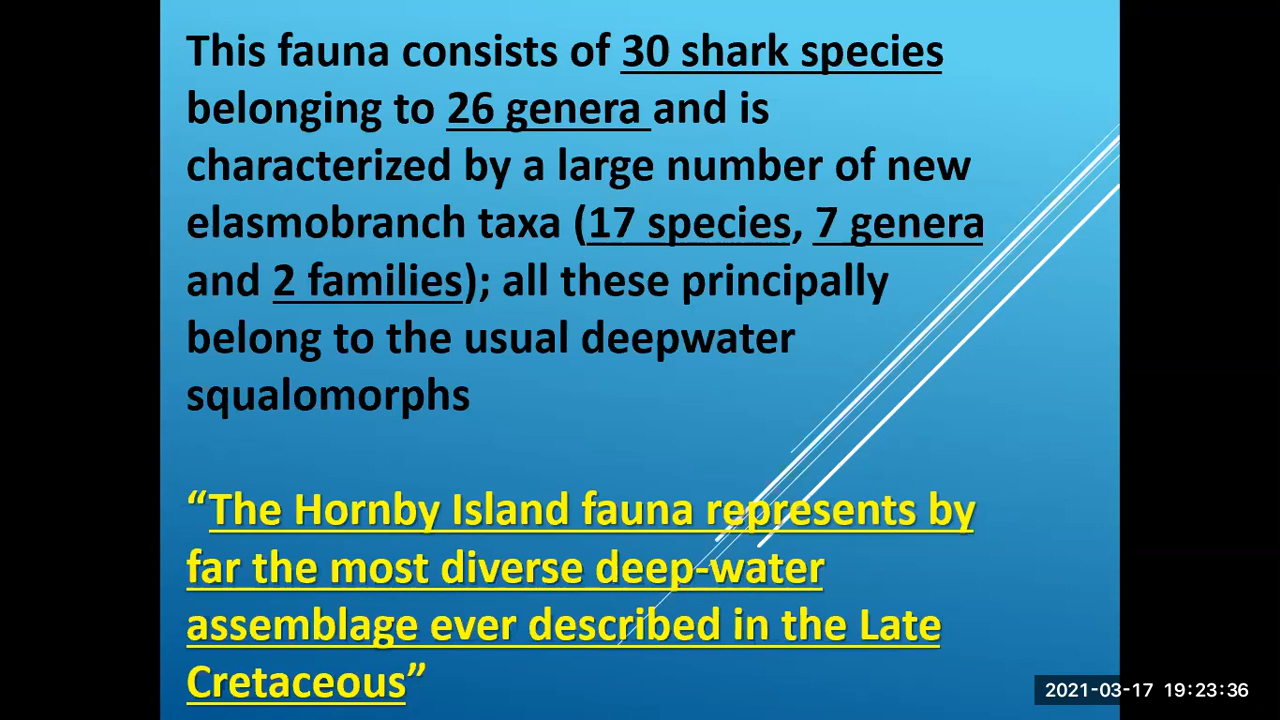 This fauna consists of 30 shark species
belonging to 26 genera and is
characterized by a large number of new
elasmobranch taxa (17 species, 7 genera
and 2 families); all these principally
belong to the usual deepwater
squalomorphs
“The Hornby Island fauna represents by
far the most diverse deep-water
assemblage ever described in the Late
Cretaceous”
2021-03-17 19:23:36